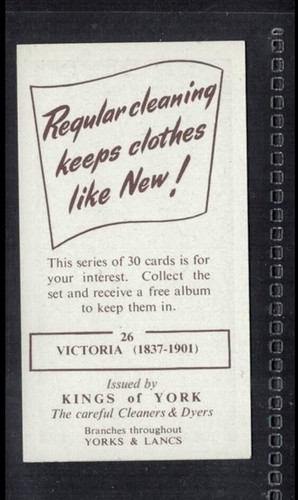 Regular cleaning
keeps clothes
like New!
This series of 30 cards is for
your interest. Collect the
set and receive a free album
to keep them in.
26
VICTORIA (1837-1901)
Issued by
KINGS of YORK
The careful Cleaners & Dyers
Branches throughout
YORKS & LANCS